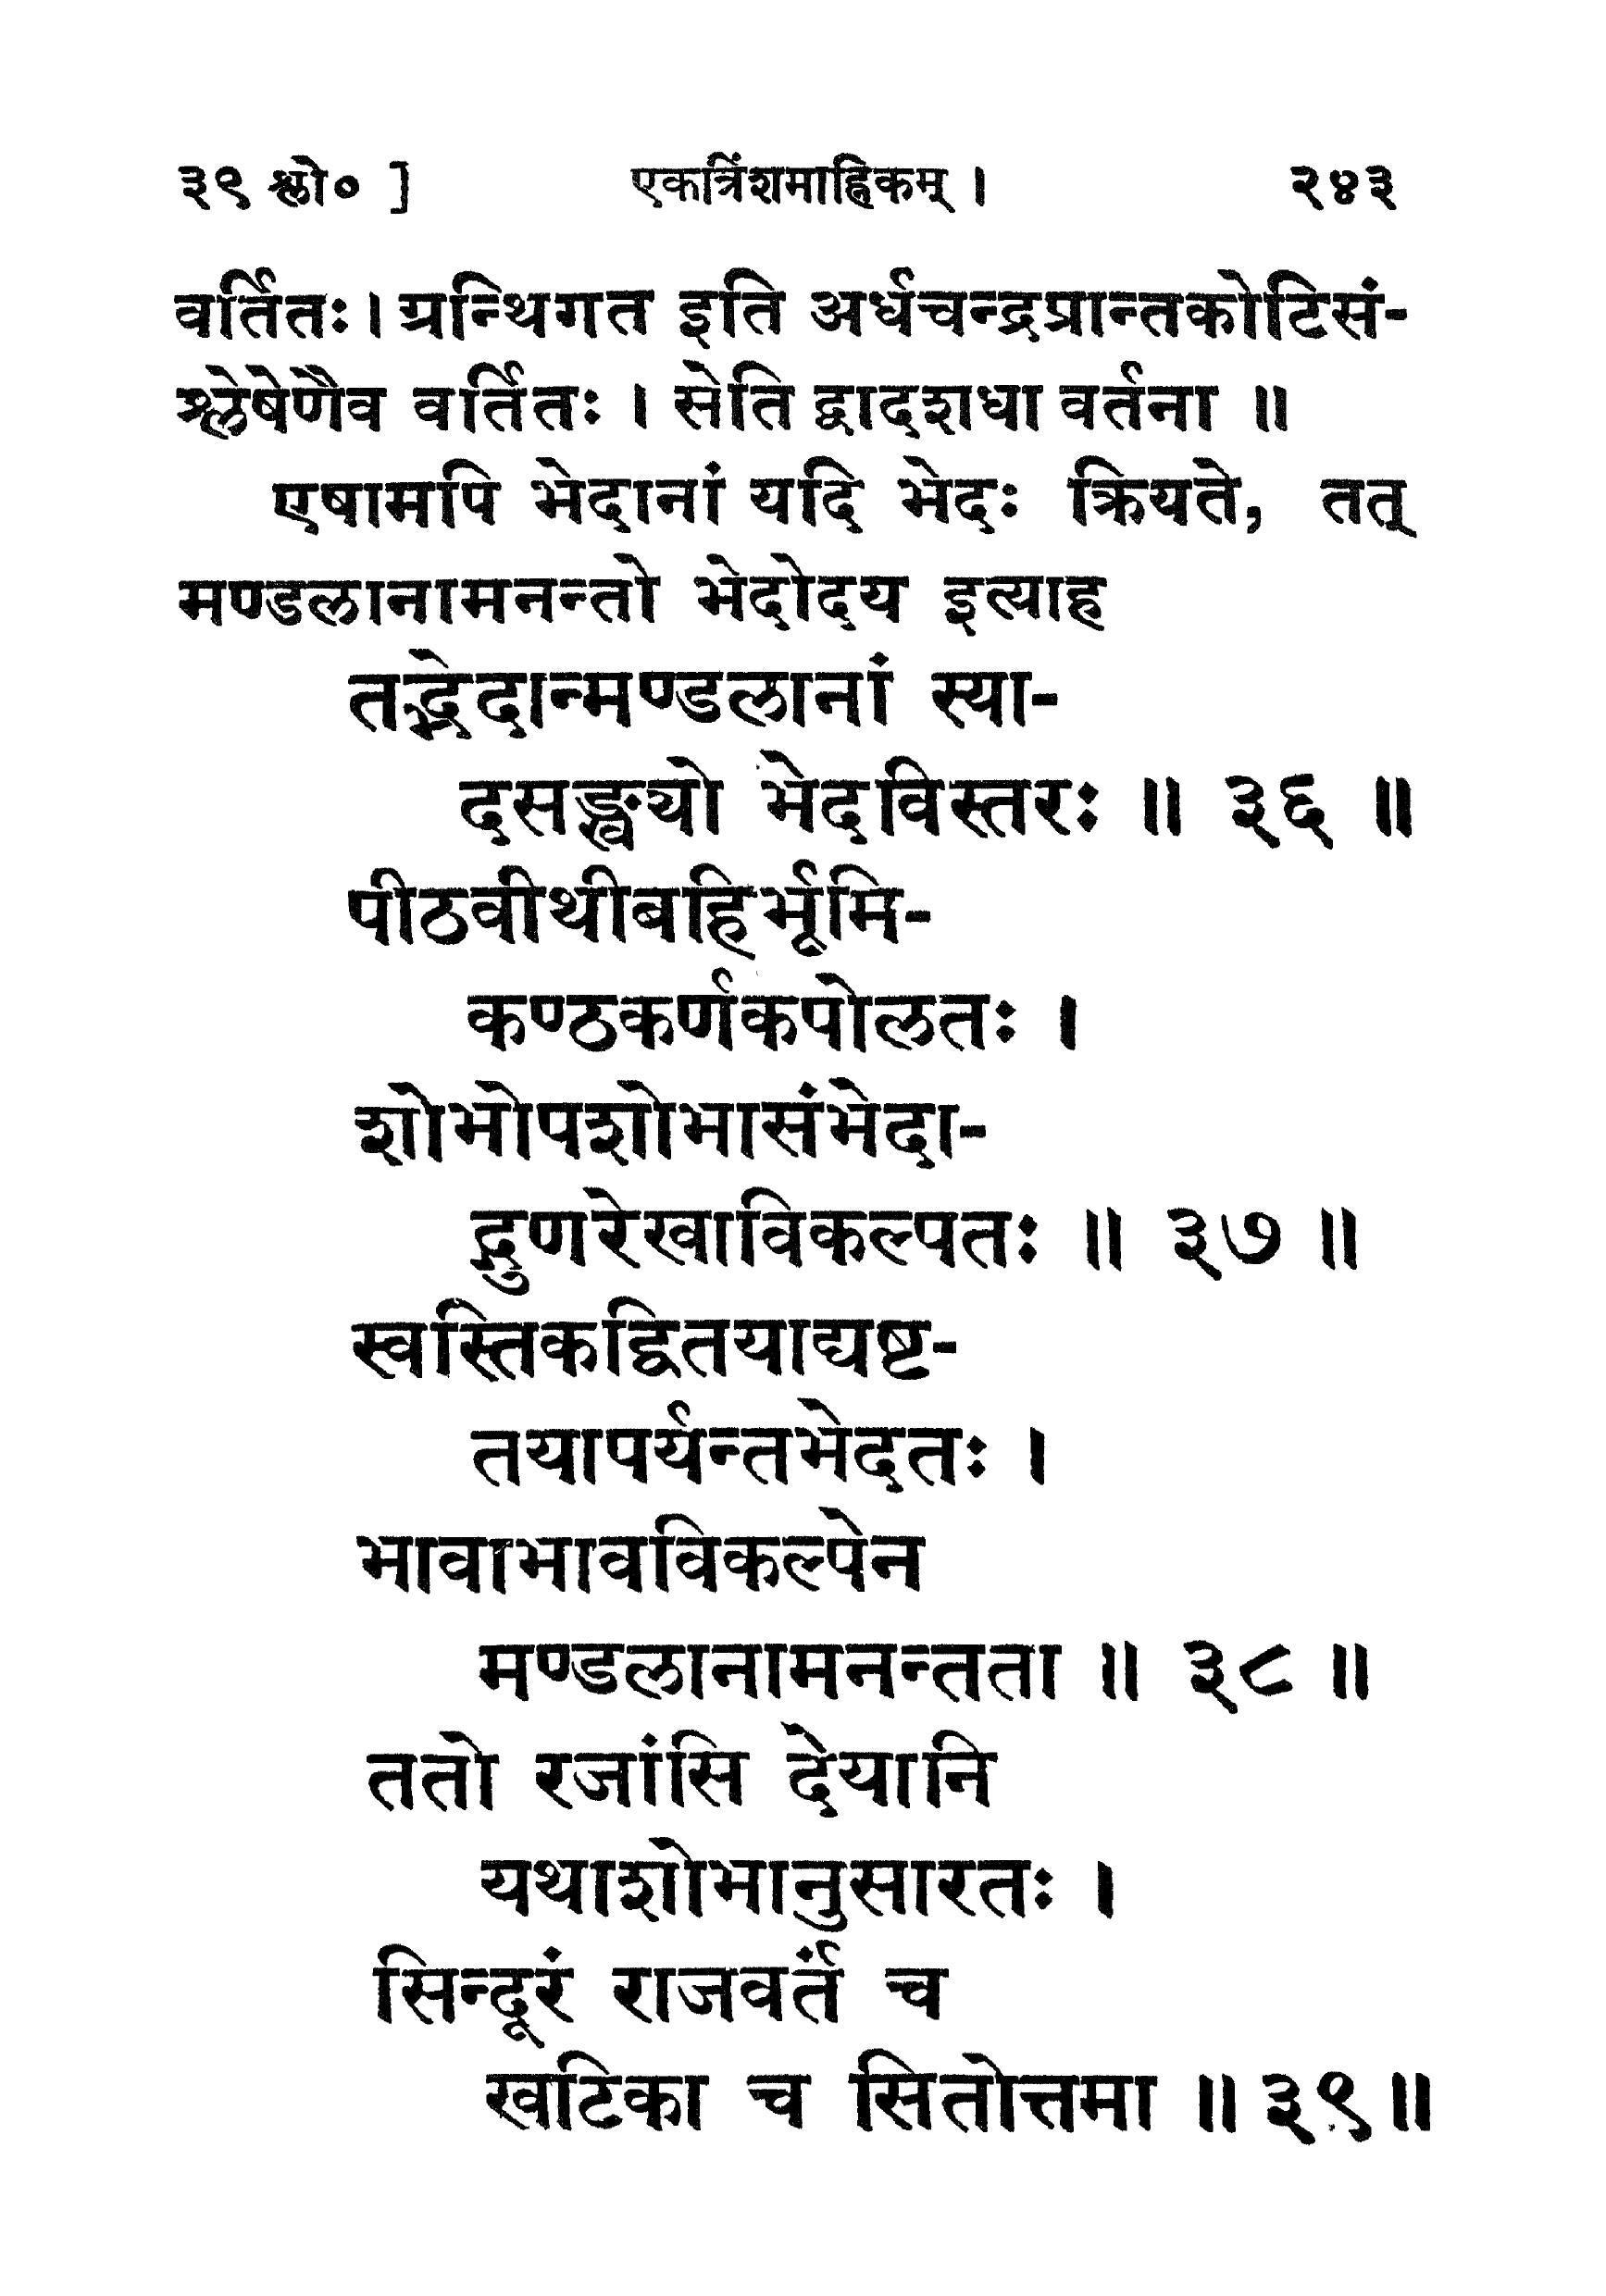 ३९ श्लो० ] एकत्रिंशमाह्निकम् । २४३
वर्तितः। ग्रन्थिगत इति अर्धचन्द्रप्रान्तकोटिसं-
श्लेषेणैव वर्तितः । सेति द्वादशधा वर्तना ॥
एषामपि भेदानां यदि भेदः क्रियते, तत्
मण्डलानामनन्तो भेदोदय इत्याह
तद्भेदान्मण्डलानां स्या-
दसङ्ख्यो भेदविस्तरः ॥ ३६ ॥
पीठवीथीबहिर्भूमि-
कण्ठकर्णकपोलतः ।
शोभोपशोभासंभेदा-
द्गुणरेखाविकल्पतः ॥ ३७ ॥
स्वस्तिकद्वितयाद्यष्ट-
तयापर्यन्तभेदतः ।
भावाभावविकल्पेन
मण्डलानामनन्तता ॥ ३८ ॥
ततो रजांसि देयानि
यथाशोभानुसारतः ।
सिन्दूरं राजवर्तं च
खटिका च सितोत्तमा ॥ ३९ ॥